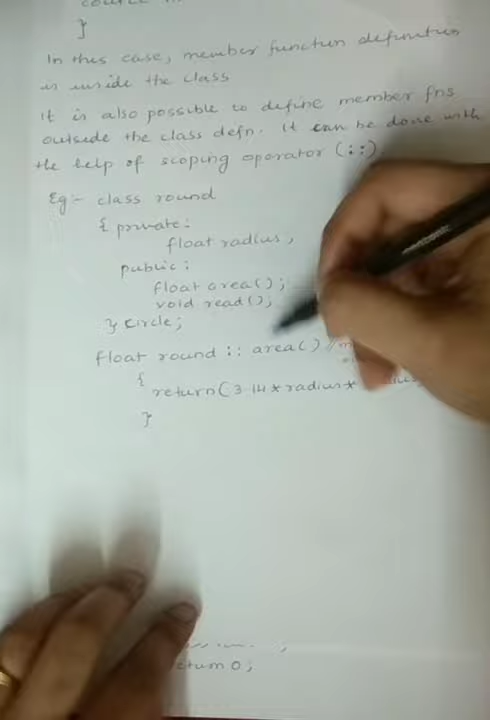 }
In this case, member function definition
is inside the class
It is also possible to define member fns
outside the class defn. It can be done with
the help of scoping operator (::)
Eg:- class round
{ private:
float radius,
public:
float area();
void read();
} circle;
float round :: area() //m
{
return(3.14*radius*
}
return 0;